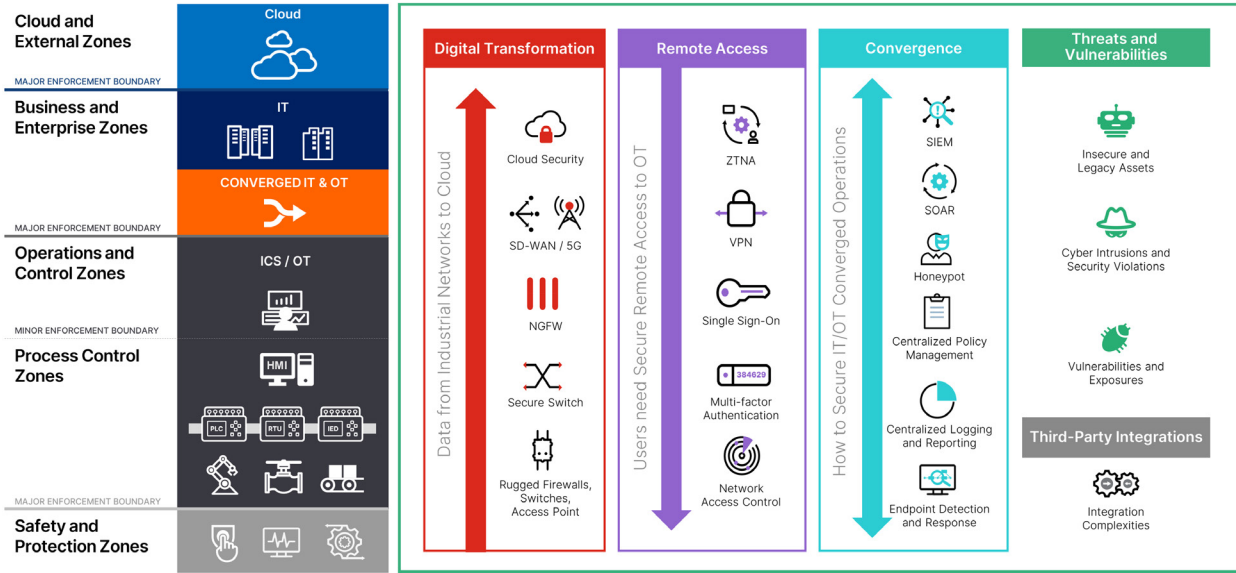 Cloud and
External Zones
MAJOR ENFORCEMENT BOUNDARY
Business and
Enterprise Zones
MAJOR ENFORCEMENT BOUNDARY
Operations and
Control Zones
MINOR ENFORCEMENT BOUNDARY
Process Control
Zones
MAJOR ENFORCEMENT BOUNDARY
Safety and
Protection Zones
Cloud
IT
CONVERGED IT & OT
ICS / OT
HMI
PLC
RTU
IED
Digital Transformation
Data from Industrial Networks to Cloud
Cloud Security
SD-WAN / 5G
NGFW
Secure Switch
Rugged Firewalls,
Switches,
Access Point
Remote Access
Users need Secure Remote Access to OT
ZTNA
VPN
Single Sign-On
384629
Multi-factor
Authentication
Network
Access Control
Convergence
How to Secure IT/OT Converged Operations
SIEM
SOAR
Honeypot
Centralized Policy
Management
Centralized Logging
and Reporting
Endpoint Detection
and Response
Threats and
Vulnerabilities
Insecure and
Legacy Assets
Cyber Intrusions and
Security Violations
Vulnerabilities and
Exposures
Third-Party Integrations
Integration
Complexities